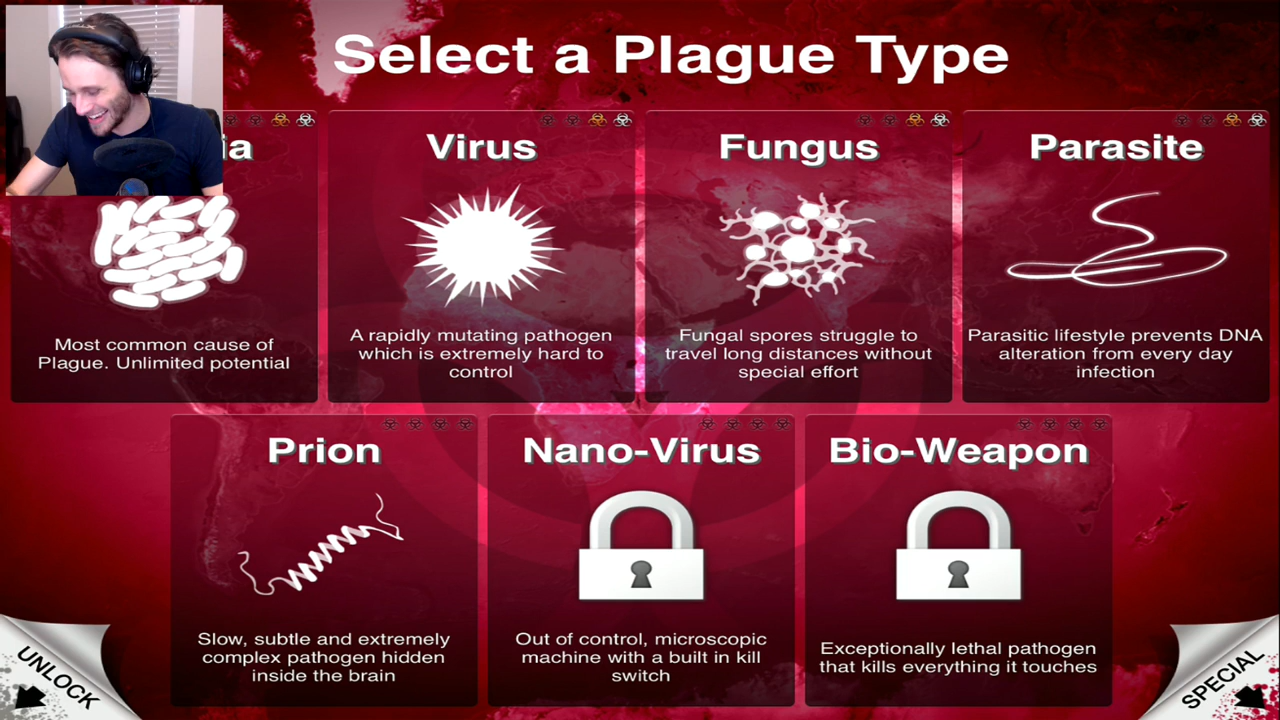 Select a Plague Type
ia
Virus
Fungus
Parasite
Most common cause of
Plague. Unlimited potential
A rapidly mutating pathogen
which is extremely hard to
control
Fungal spores struggle to
travel long distances without
special effort
Parasitic lifestyle prevents DNA
alteration from every day
infection
Prion
Nano-Virus
Bio-Weapon
Slow, subtle and extremely
complex pathogen hidden
inside the brain
Out of control, microscopic
machine with a built in kill
switch
Exceptionally lethal pathogen
that kills everything it touches
UNLOCK
SPECIAL